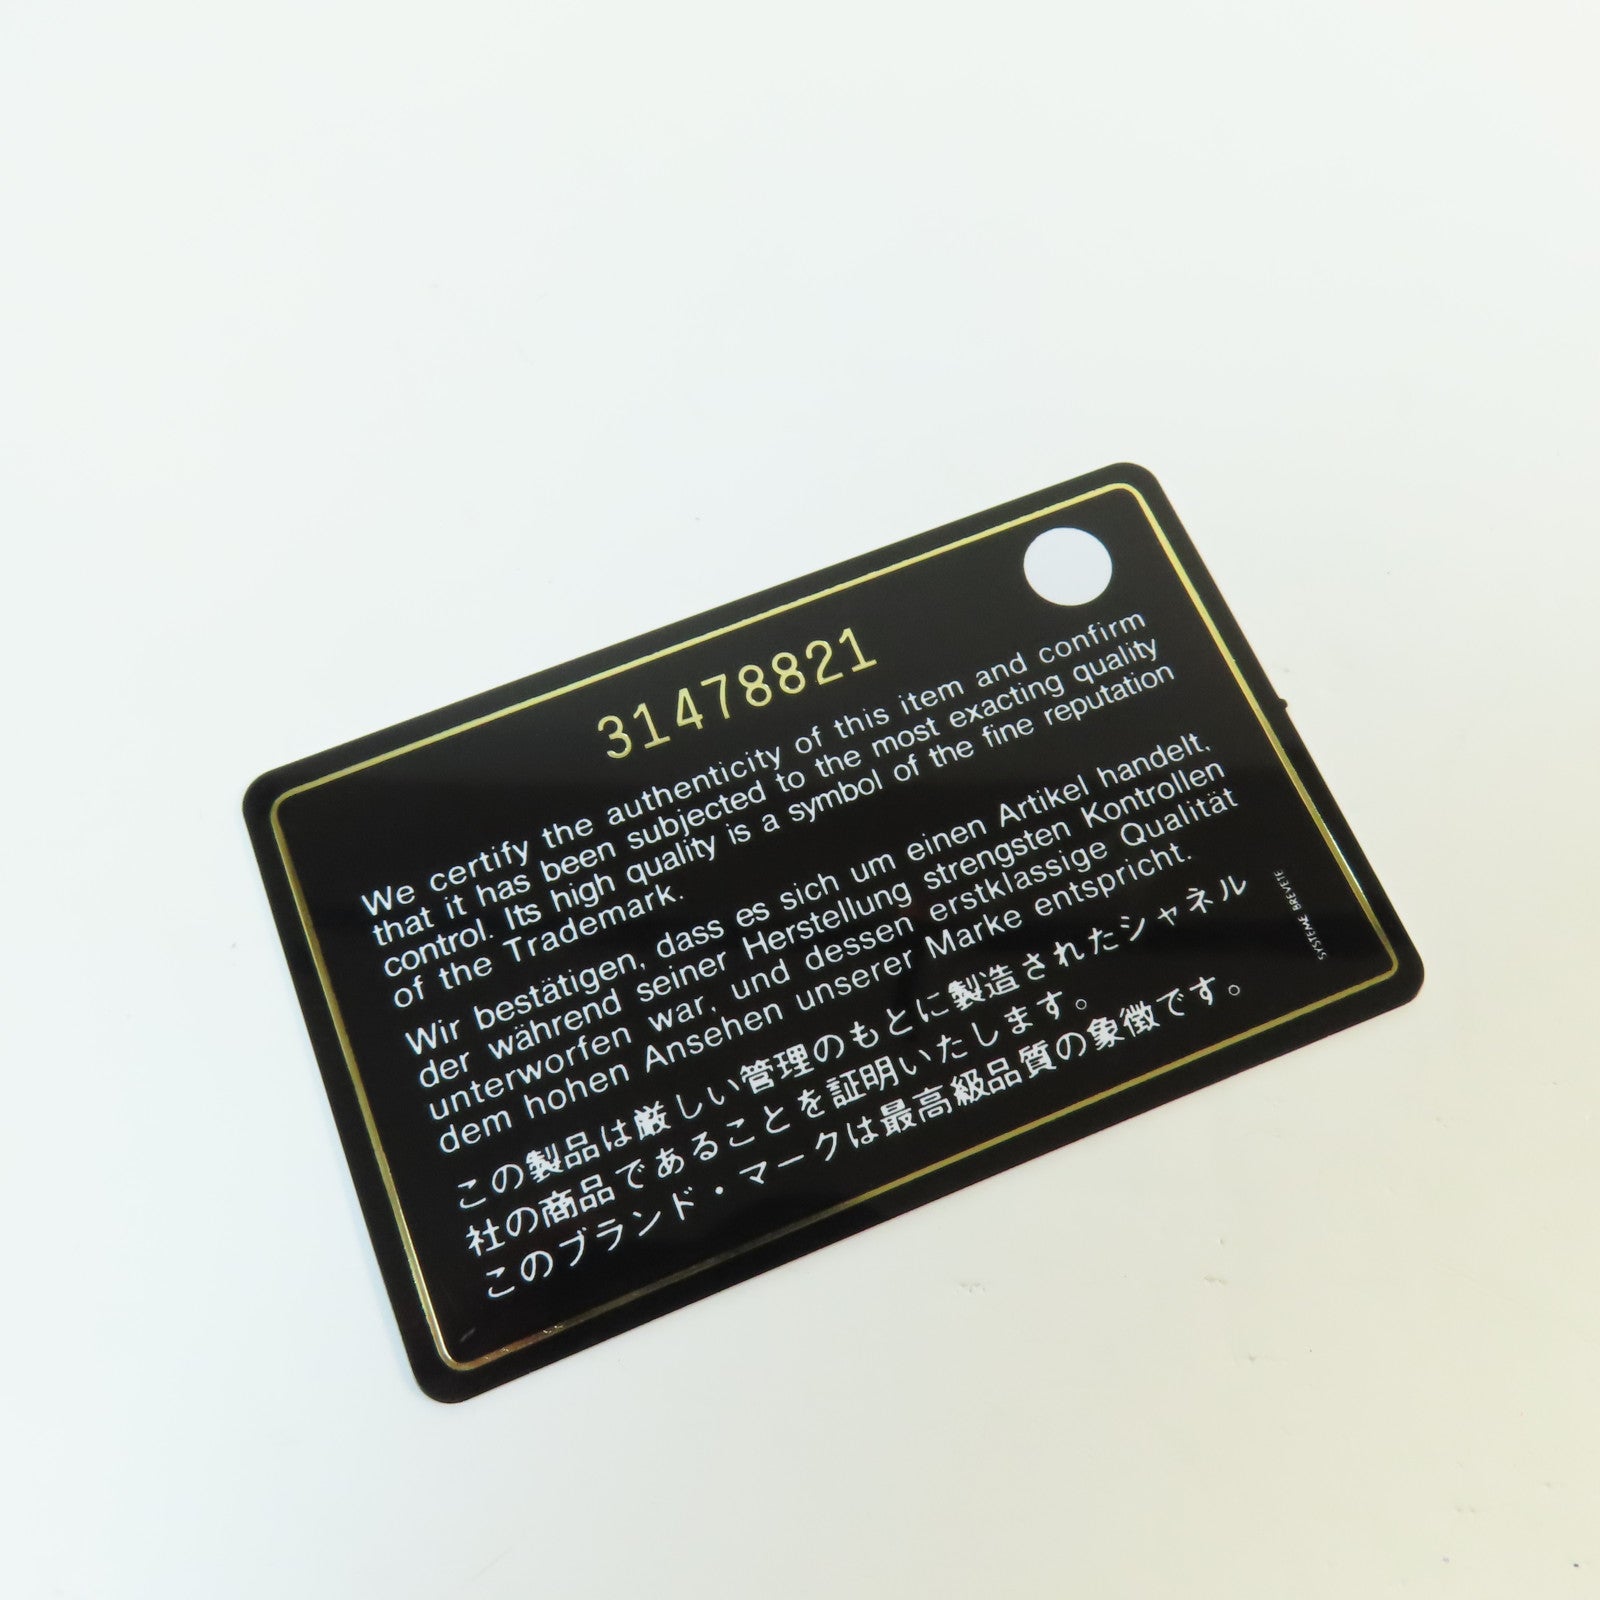 31478821
We certify the authenticity of this item and confirm
that it has been subjected to the most exacting quality
control. Its high quality is a symbol of the fine reputation
of the Trademark.
Wir bestätigen, dass es sich um einen Artikel handelt,
der während seiner Herstellung strengsten Kontrollen
unterworfen war, und dessen erstklassige Qualität
dem hohen Ansehen unserer Marke entspricht.
この製品は厳しい管理のもとに製造されたシャネル
社の商品であることを証明いたします。
このブランド・マークは最高級品質の象徴です。
SYSTEME BREVETE